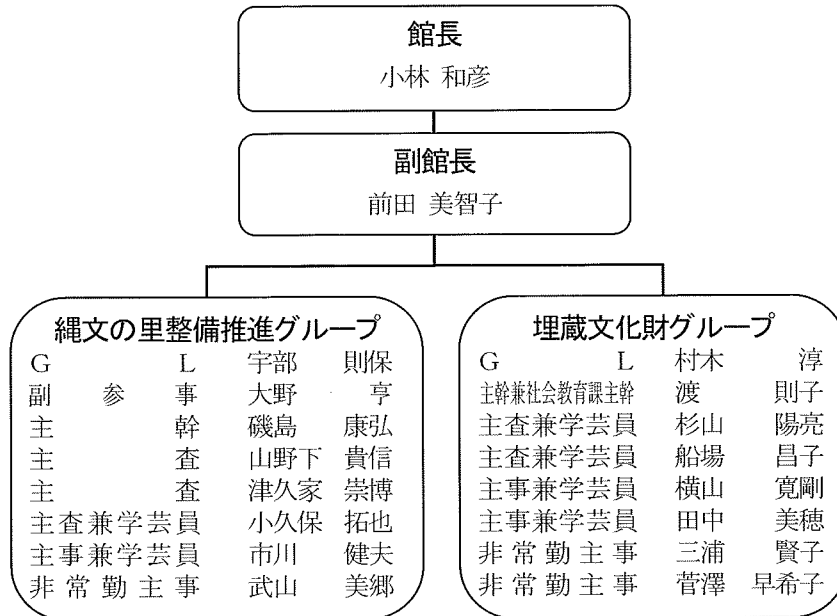 館長
小林 和彦
副館長
前田 美智子
縄文の里整備推進グループ
G L 宇部 則保
副参事 大野 亨
主幹 磯島 康弘
主査 山野下 貴信
主査 津久家 崇博
主査兼学芸員 小久保 拓也
主事兼学芸員 市川 健夫
非常勤主事 武山 美郷
埋蔵文化財グループ
G L 村木 淳
主幹兼社会教育課主幹 渡 則子
主査兼学芸員 杉山 陽亮
主査兼学芸員 船場 昌子
主事兼学芸員 横山 寛剛
主事兼学芸員 田中 美穂
非常勤主事 三浦 賢子
非常勤主事 菅澤 早希子